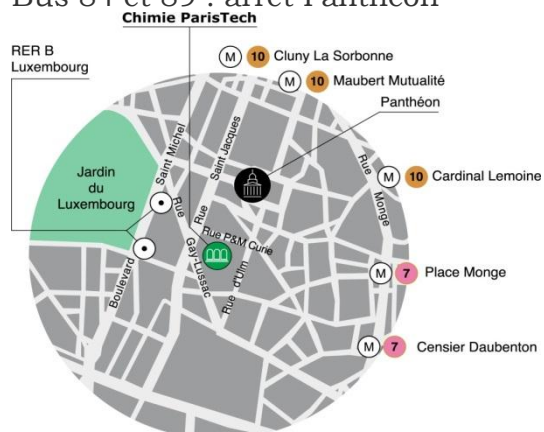 Bus 84 et 89 : arrêt Panthéon
Chimie ParisTech
RER B
Luxembourg
M 10 Cluny La Sorbonne
M 10 Maubert Mutualité
Panthéon
Jardin
du
Luxembourg
Boulevard Saint Michel
Rue Saint Jacques
Rue Monge
M 10 Cardinal Lemoine
Rue P&M Curie
Rue Gay-Lussac
Rue d'Ulm
M 7 Place Monge
M 7 Censier Daubenton